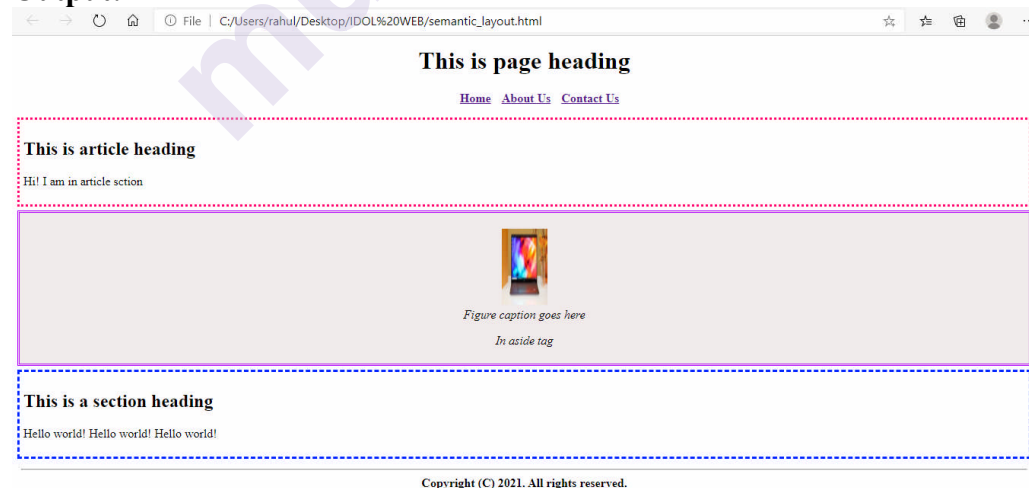 File | C:/Users/rahul/Desktop/IDOL%20WEB/semantic_layout.html
This is page heading
Home About Us Contact Us
This is article heading
Hi! I am in article sction
Figure caption goes here
In aside tag
This is a section heading
Hello world! Hello world! Hello world!
Copyright (C) 2021. All rights reserved.